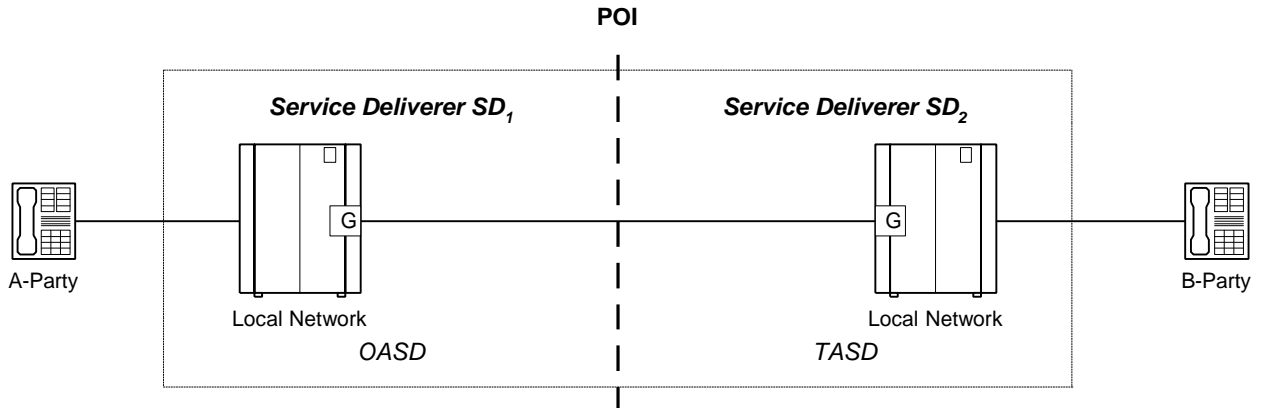 POI
Service Deliverer SD1
Service Deliverer SD2
G
G
A-Party
B-Party
Local Network
Local Network
OASD
TASD